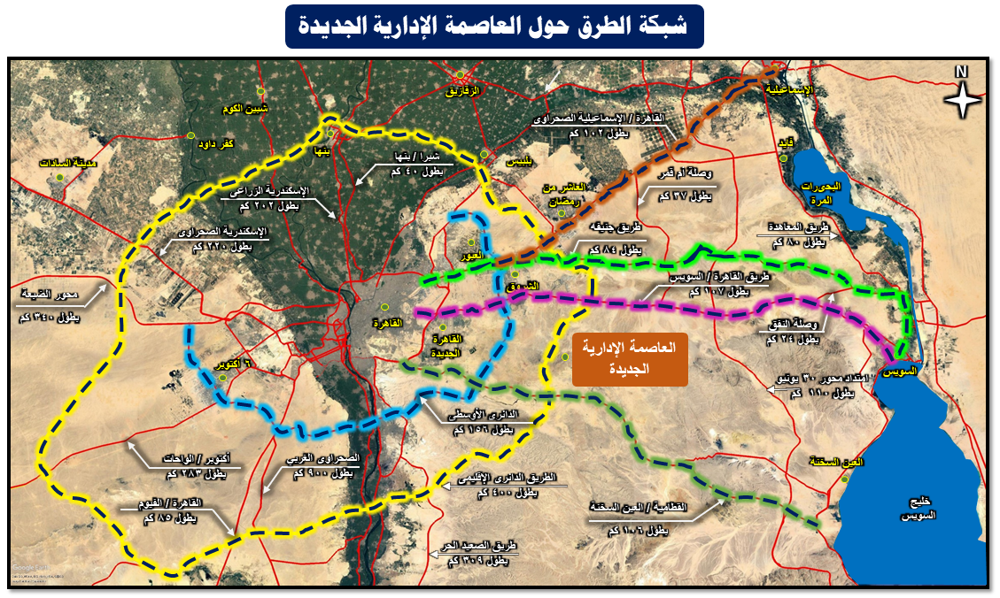 شبكة الطرق حول العاصمة الإدارية الجديدة
N
الإسماعيلية
الزقازيق
شبين الكوم
القاهرة / الإسماعيلية الصحراوى
بطول ١٠٢ كم
كفر داود
بنها
فايد
مدينة السادات
شبرا / بنها
بطول ٤٠ كم
بلبيس
وصلة ام قمر
بطول ٣٧ كم
البحيرات
المرة
العاشر من
رمضان
الإسكندرية الزراعى
بطول ٢٠٢ كم
طريق المعاهدة
بطول ٨٠ كم
الإسكندرية الصحراوى
بطول ٢٢٠ كم
طريق جنيفه
بطول ٨٤ كم
العبور
الشروق
طريق القاهرة / السويس
بطول ١٠٧ كم
محور الضبعة
بطول ٣٤٠ كم
وصلة النفق
بطول ٢٤ كم
القاهرة
القاهرة
الجديدة
العاصمة الإدارية
الجديدة
٦ أكتوبر
السويس
امتداد محور ٣٠ يونيو
بطول ١١٠ كم
الدائرى الأوسطى
بطول ١٥٦ كم
أكتوبر / الواحات
بطول ٢٨٣ كم
الصحراوى الغربي
بطول ٩٠٠ كم
العين السخنة
الطريق الدائرى الإقليمى
بطول ٤٠٠ كم
القاهرة / الفيوم
بطول ٨٥ كم
القطامية / العين السخنة
بطول ١٠٦ كم
خليج
السويس
طريق الصعيد الحر
بطول ٣٠٩ كم
Google Earth